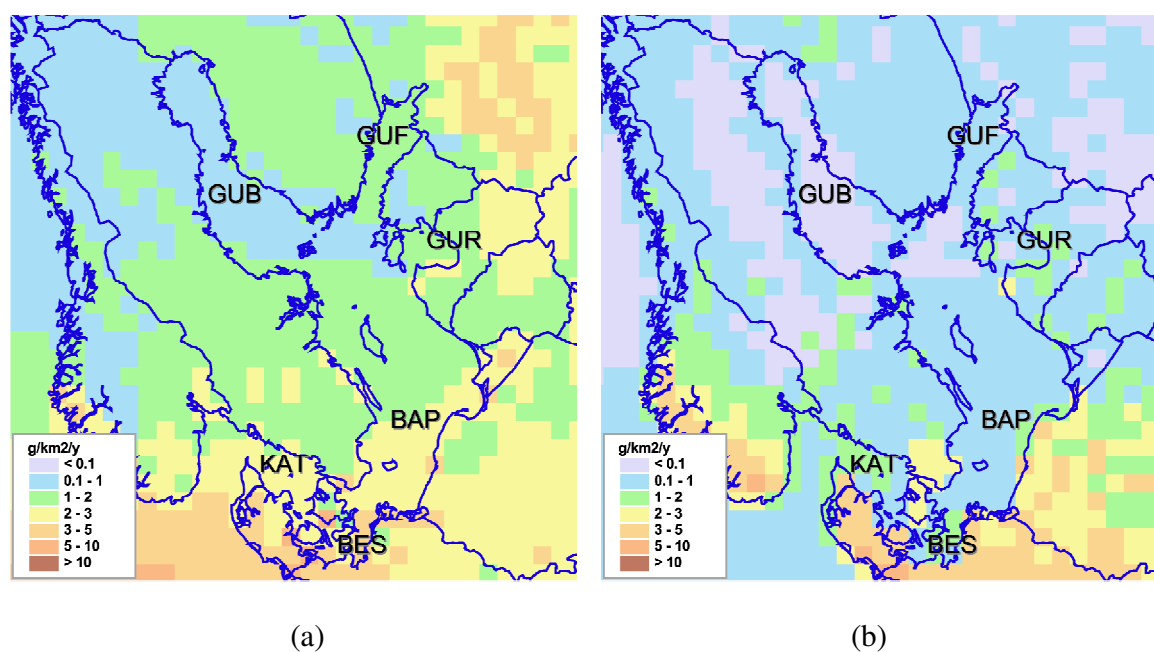 GUF
GUB
GUR
BAP
KAT
BES
g/km2/y
< 0.1
0.1 - 1
1 - 2
2 - 3
3 - 5
5 - 10
> 10
(a)
GUF
GUB
GUR
BAP
KAT
BES
g/km2/y
< 0.1
0.1 - 1
1 - 2
2 - 3
3 - 5
5 - 10
> 10
(b)